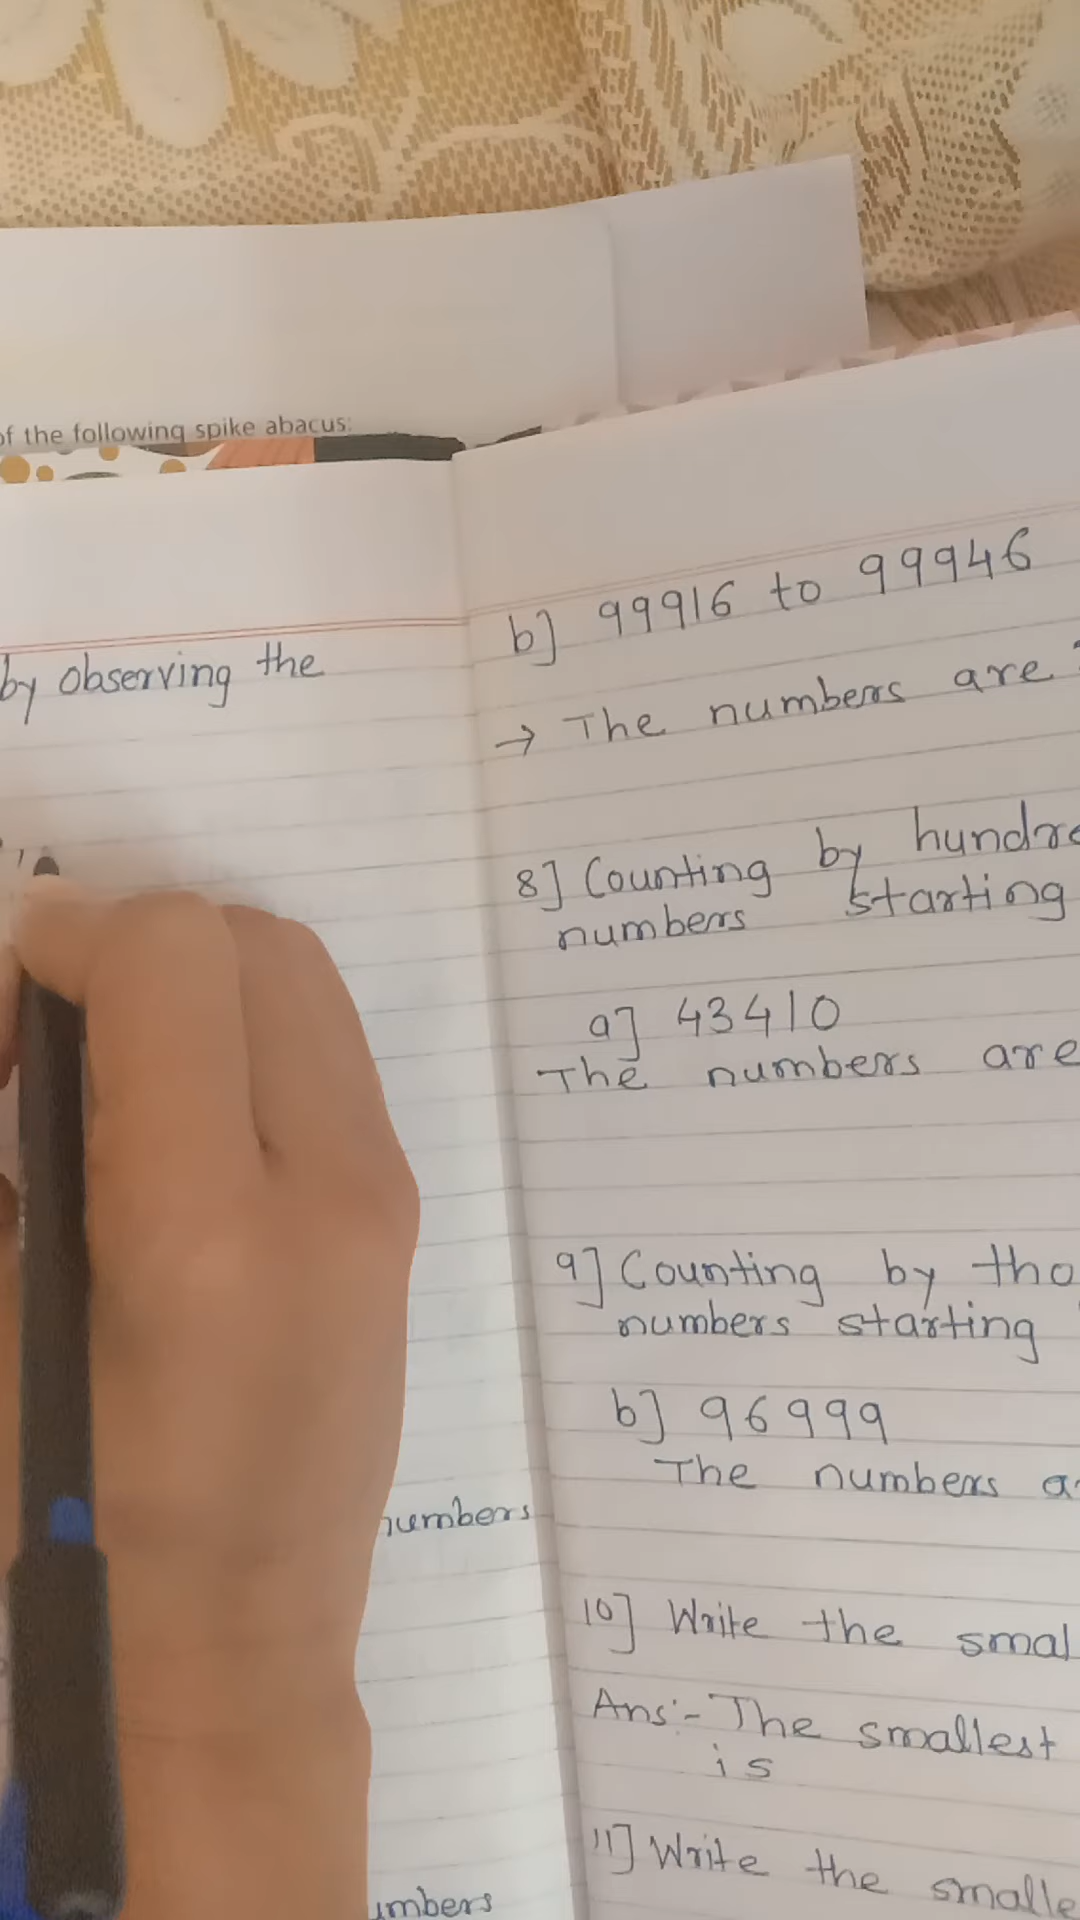 of the following spike abacus:
by observing the
numbers
umbers
b] 99916 to 99946
→ The numbers are
8] Counting by hundre
numbers starting
a] 43410
The numbers are
9] Counting by tho
numbers starting
b] 96999
The numbers a
10] Write the smal
Ans:- The smallest
is
11] Write the smalle